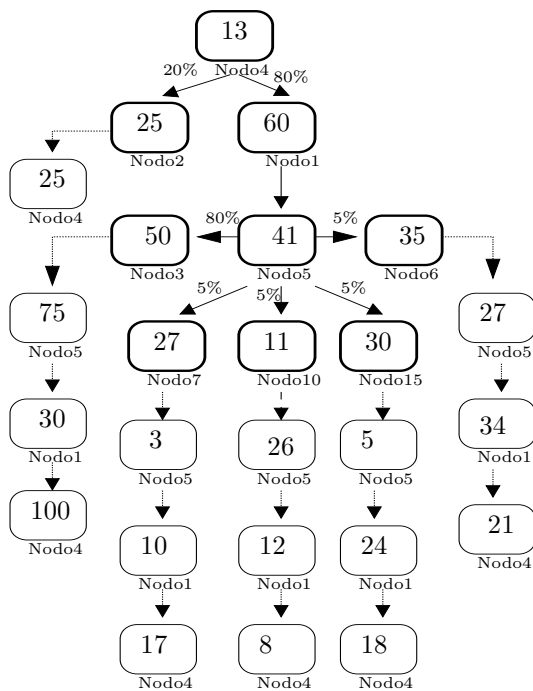 13
Nodo4
20% 80%
25 60
Nodo2 Nodo1
25
Nodo4
50 80% 41 5% 35
Nodo3 Nodo5 Nodo6
5% 5% 5%
75 27
Nodo5 Nodo5
27 11 30
Nodo7 Nodo10 Nodo15
30 34
Nodo1 Nodo1
3 26 5
Nodo5 Nodo5 Nodo5
100 21
Nodo4 Nodo4
10 12 24
Nodo1 Nodo1 Nodo1
17 8 18
Nodo4 Nodo4 Nodo4